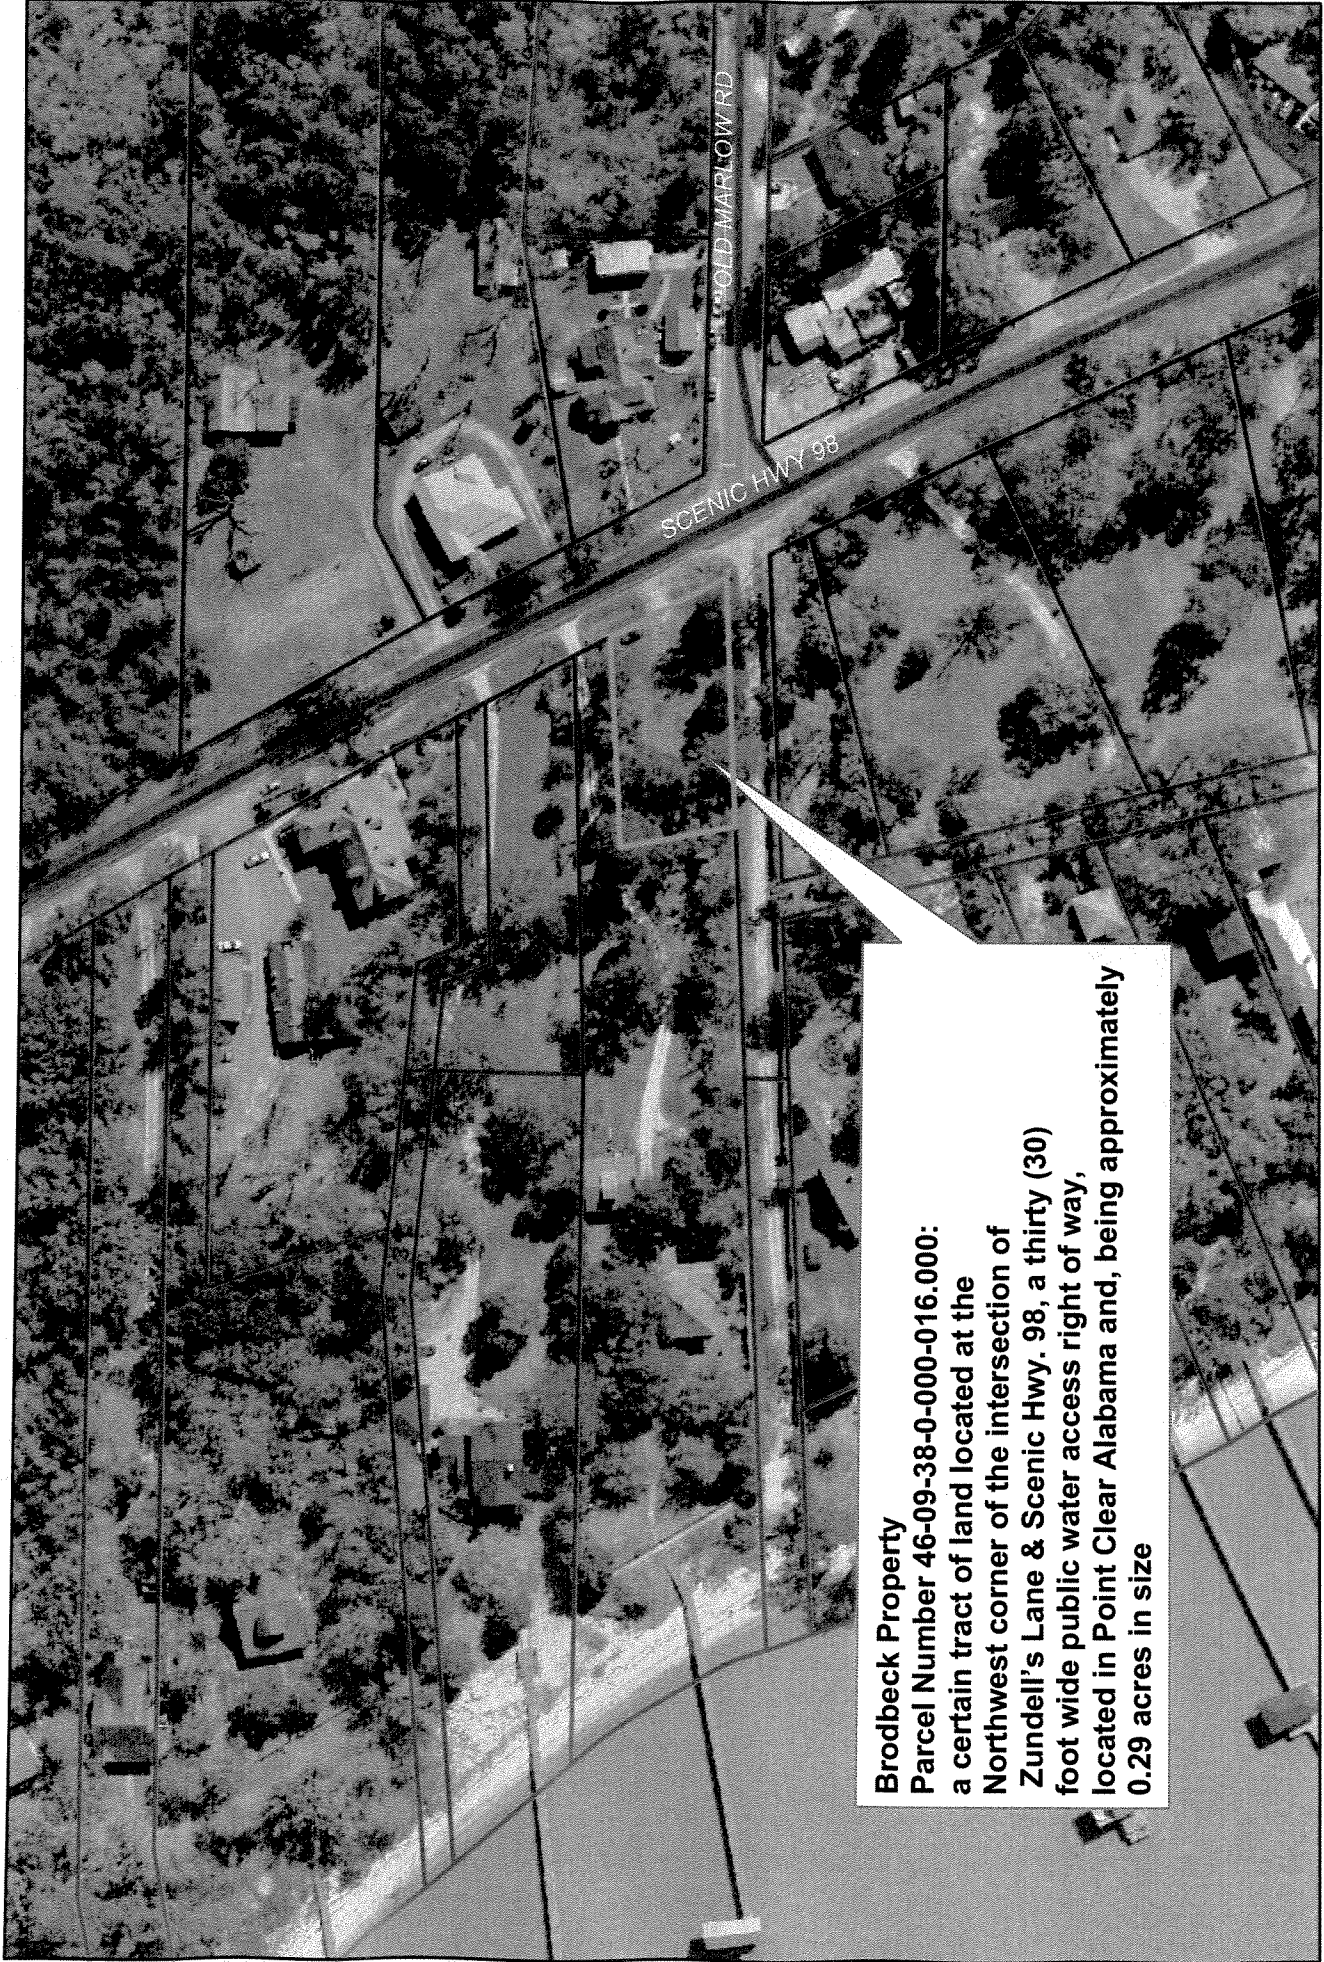 OLD MARLOW RD
SCENIC HWY 98
Brodbeck Property
Parcel Number 46-09-38-0-000-016.000:
a certain tract of land located at the
Northwest corner of the intersection of
Zundell's Lane & Scenic Hwy. 98, a thirty (30)
foot wide public water access right of way,
located in Point Clear Alabama and, being approximately
0.29 acres in size